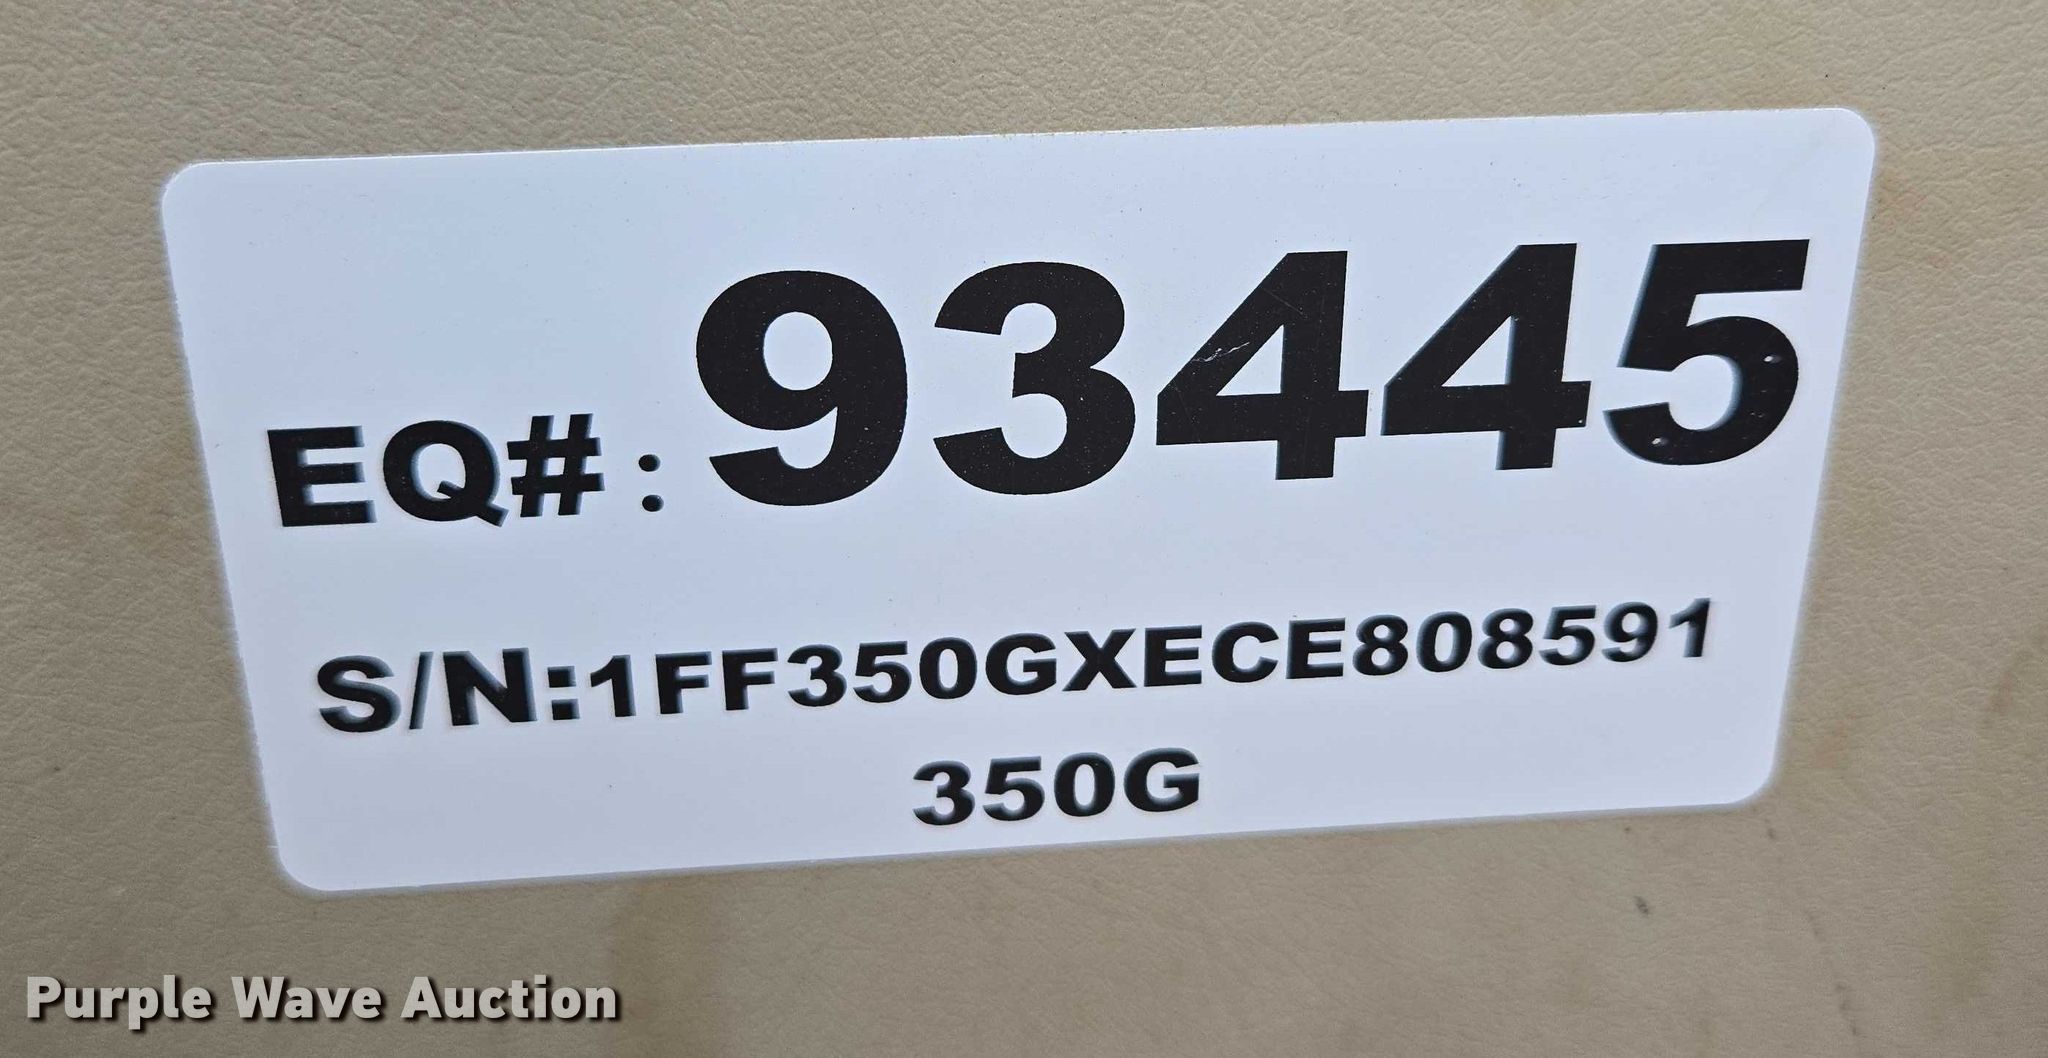 EQ#: 93445
S/N:1FF350GXECE808591
350G
Purple Wave Auction